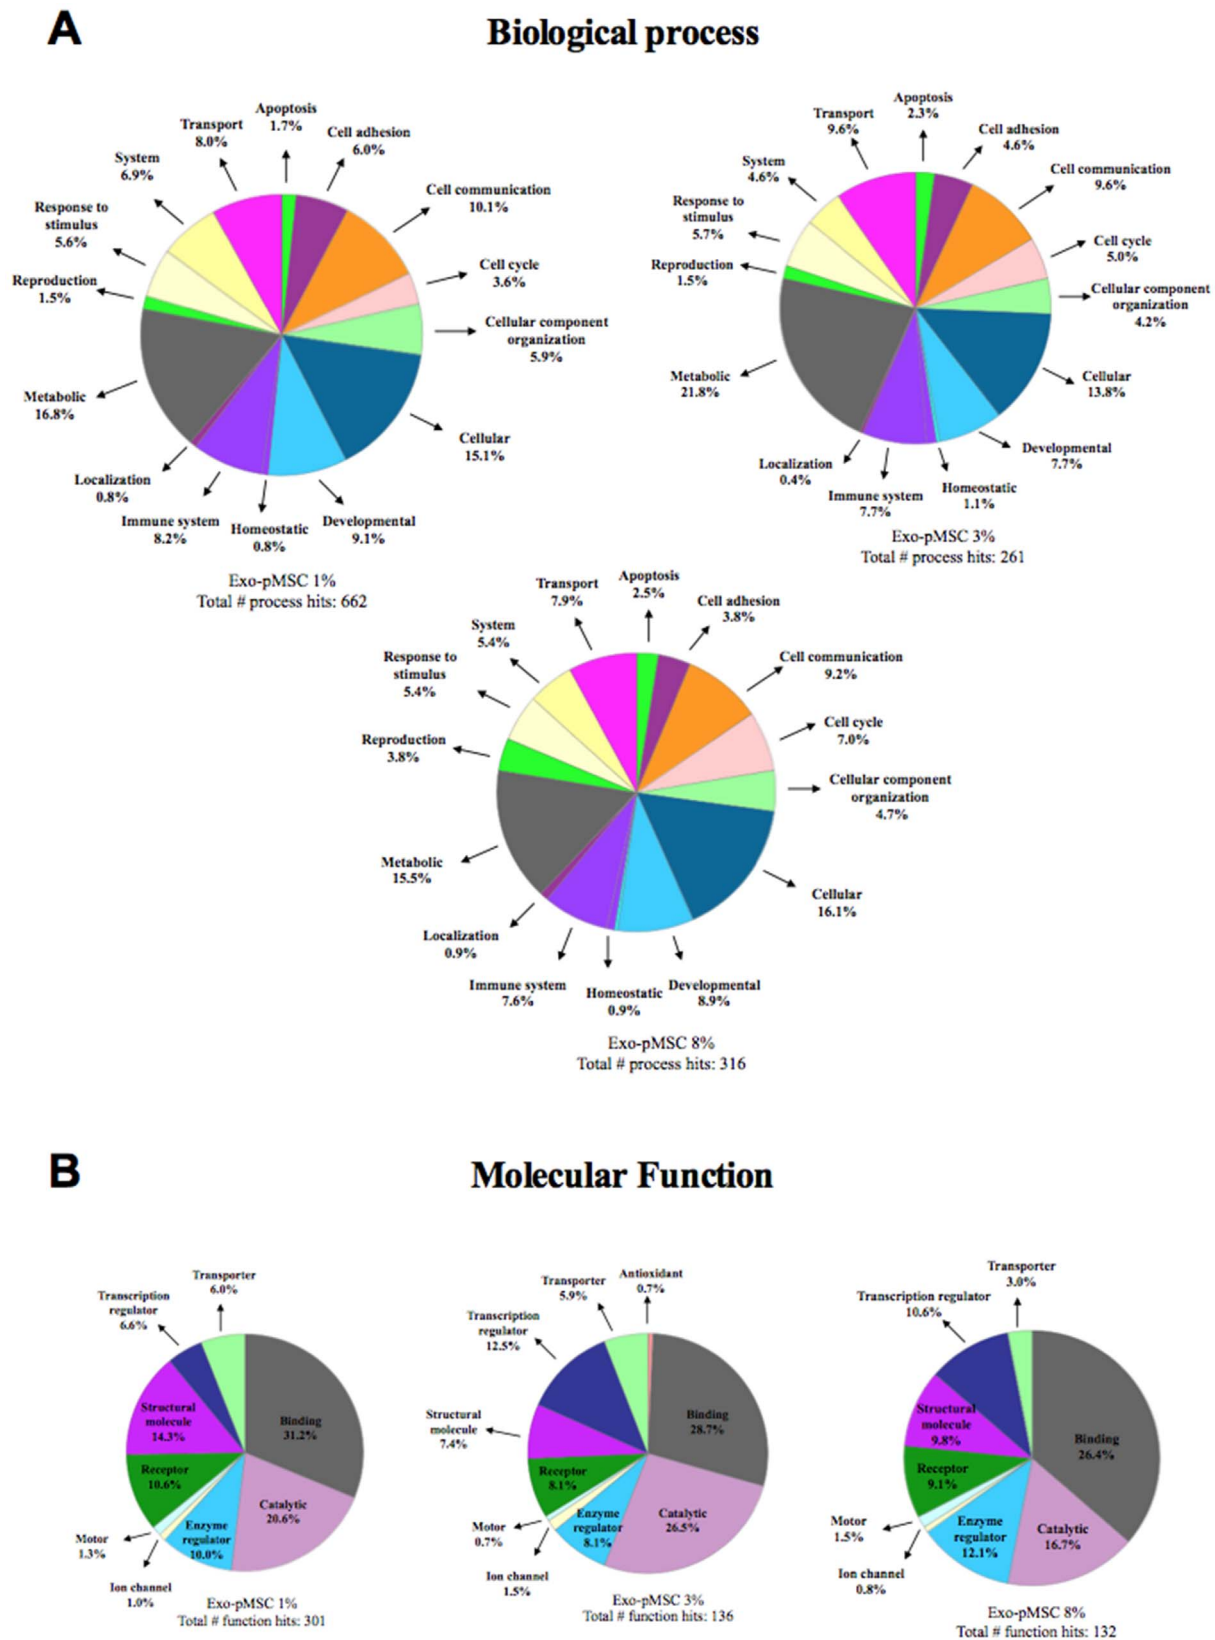 A
Biological process
Apoptosis
1.7%
Transport
8.0%
Cell adhesion
6.0%
System
6.9%
Cell communication
10.1%
Response to
stimulus
5.6%
Cell cycle
3.6%
Reproduction
1.5%
Cellular component
organization
5.9%
Metabolic
16.8%
Cellular
15.1%
Localization
0.8%
Immune system
8.2%
Homeostatic
0.8%
Developmental
9.1%
Exo-pMSC 1%
Total # process hits: 662
Apoptosis
2.3%
Transport
9.6%
Cell adhesion
4.6%
System
4.6%
Cell communication
9.6%
Response to
stimulus
5.7%
Cell cycle
5.0%
Reproduction
1.5%
Cellular component
organization
4.2%
Metabolic
21.8%
Cellular
13.8%
Developmental
7.7%
Localization
0.4%
Immune system
7.7%
Homeostatic
1.1%
Exo-pMSC 3%
Total # process hits: 261
Apoptosis
2.5%
Transport
7.9%
Cell adhesion
3.8%
System
5.4%
Cell communication
9.2%
Response to
stimulus
5.4%
Cell cycle
7.0%
Reproduction
3.8%
Cellular component
organization
4.7%
Metabolic
15.5%
Cellular
16.1%
Localization
0.9%
Immune system
7.6%
Homeostatic
0.9%
Developmental
8.9%
Exo-pMSC 8%
Total # process hits: 316
B
Molecular Function
Transporter
6.0%
Transcription
regulator
6.6%
Structural
molecule
14.3%
Binding
31.2%
Receptor
10.6%
Catalytic
20.6%
Enzyme
regulator
10.0%
Motor
1.3%
Ion channel
1.0%
Exo-pMSC 1%
Total # function hits: 301
Antioxidant
0.7%
Transporter
5.9%
Transcription
regulator
12.5%
Structural
molecule
7.4%
Binding
28.7%
Receptor
8.1%
Catalytic
26.5%
Enzyme
regulator
8.1%
Motor
0.7%
Ion channel
1.5%
Exo-pMSC 3%
Total # function hits: 136
Transporter
3.0%
Transcription regulator
10.6%
Structural
molecule
9.8%
Binding
26.4%
Receptor
9.1%
Catalytic
16.7%
Enzyme
regulator
12.1%
Motor
1.5%
Ion channel
0.8%
Exo-pMSC 8%
Total # function hits: 132